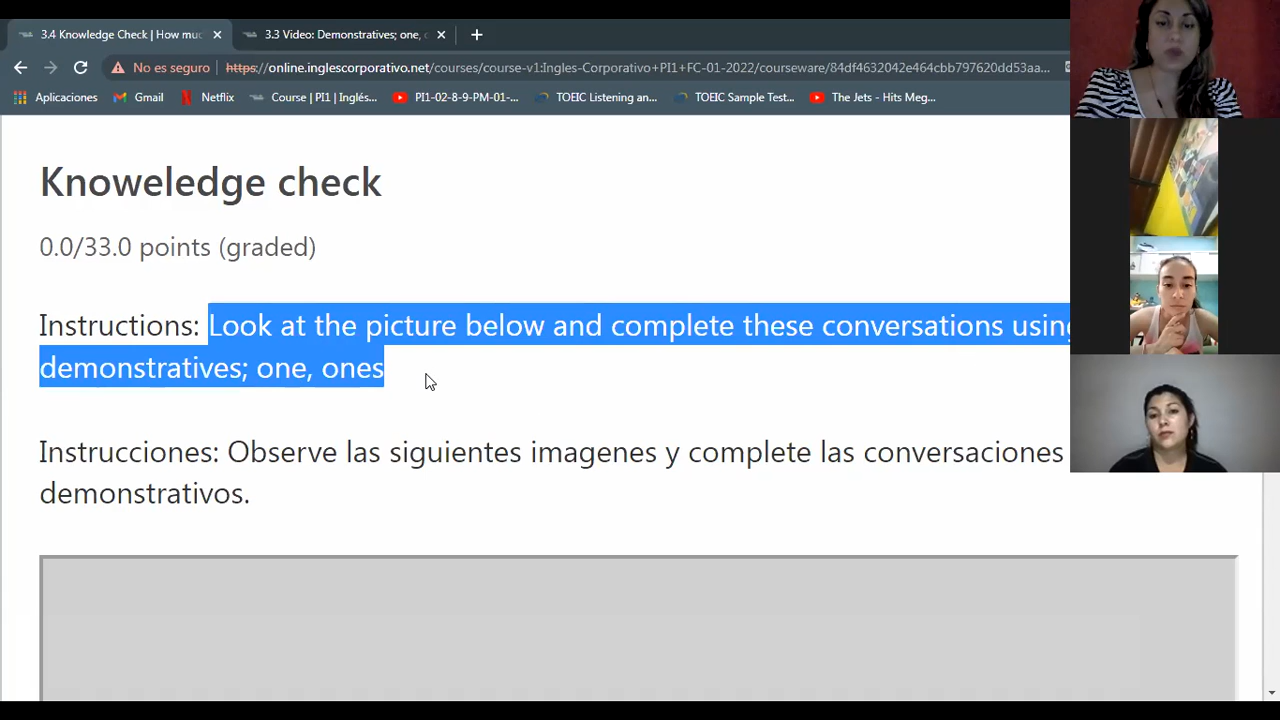 3.4 Knowledge Check | How muc
3.3 Video: Demonstratives; one, o
No es seguro
https://online.inglescorporativo.net/courses/course-v1:Ingles-Corporativo+PI1+FC-01-2022/courseware/84df4632042e464cbb797620dd53aa...
Aplicaciones
Gmail
Netflix
Course | PI1 | Inglés...
PI1-02-8-9-PM-01-...
TOEIC Listening an...
TOEIC Sample Test...
The Jets - Hits Meg...
Knoweledge check
0.0/33.0 points (graded)
Instructions: Look at the picture below and complete these conversations using
demonstratives; one, ones
Instrucciones: Observe las siguientes imagenes y complete las conversaciones
demonstrativos.